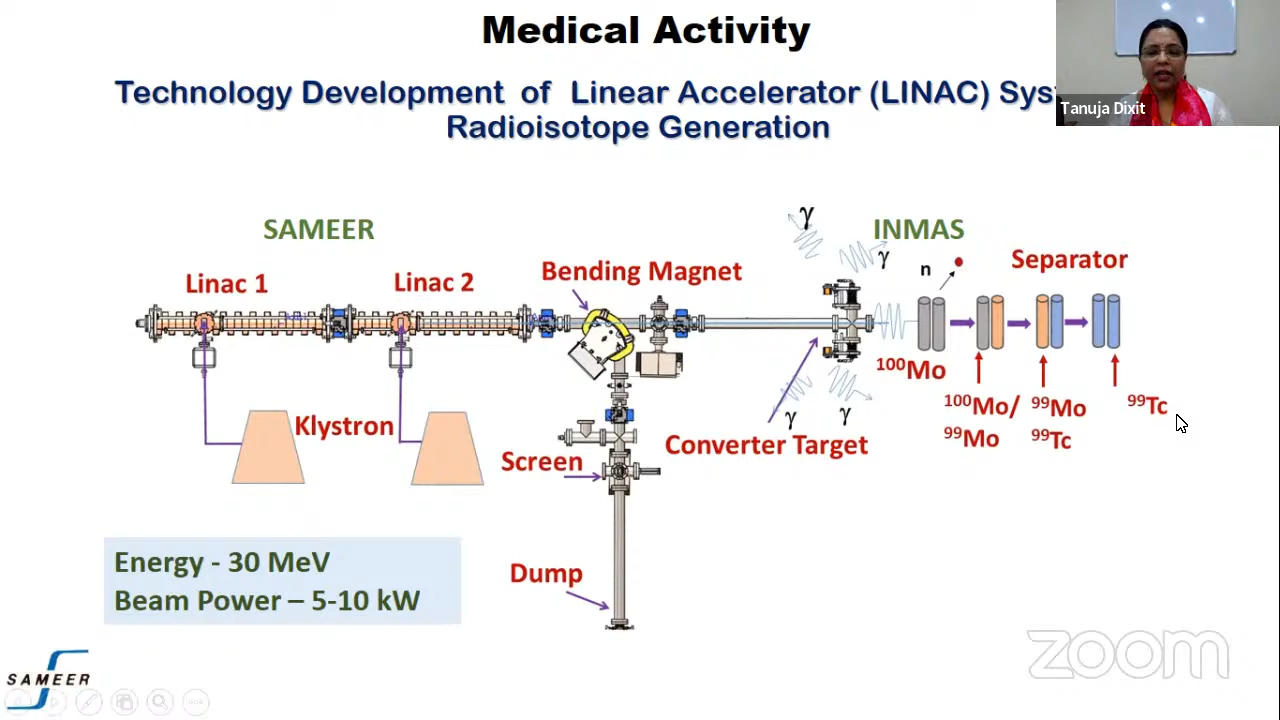 Medical Activity
Technology Development of Linear Accelerator (LINAC)
Radioisotope Generation
Tanuja Dixit
SAMEER
INMAS
Linac 1
Linac 2
Bending Magnet
Separator
γ
γ
n
Klystron
Screen
Converter Target
γ
γ
¹⁰⁰Mo
¹⁰⁰Mo/
⁹⁹Mo
⁹⁹Mo
⁹⁹Tc
⁹⁹Tc
Dump
Energy - 30 MeV
Beam Power – 5-10 kW
SAMEER
zoom